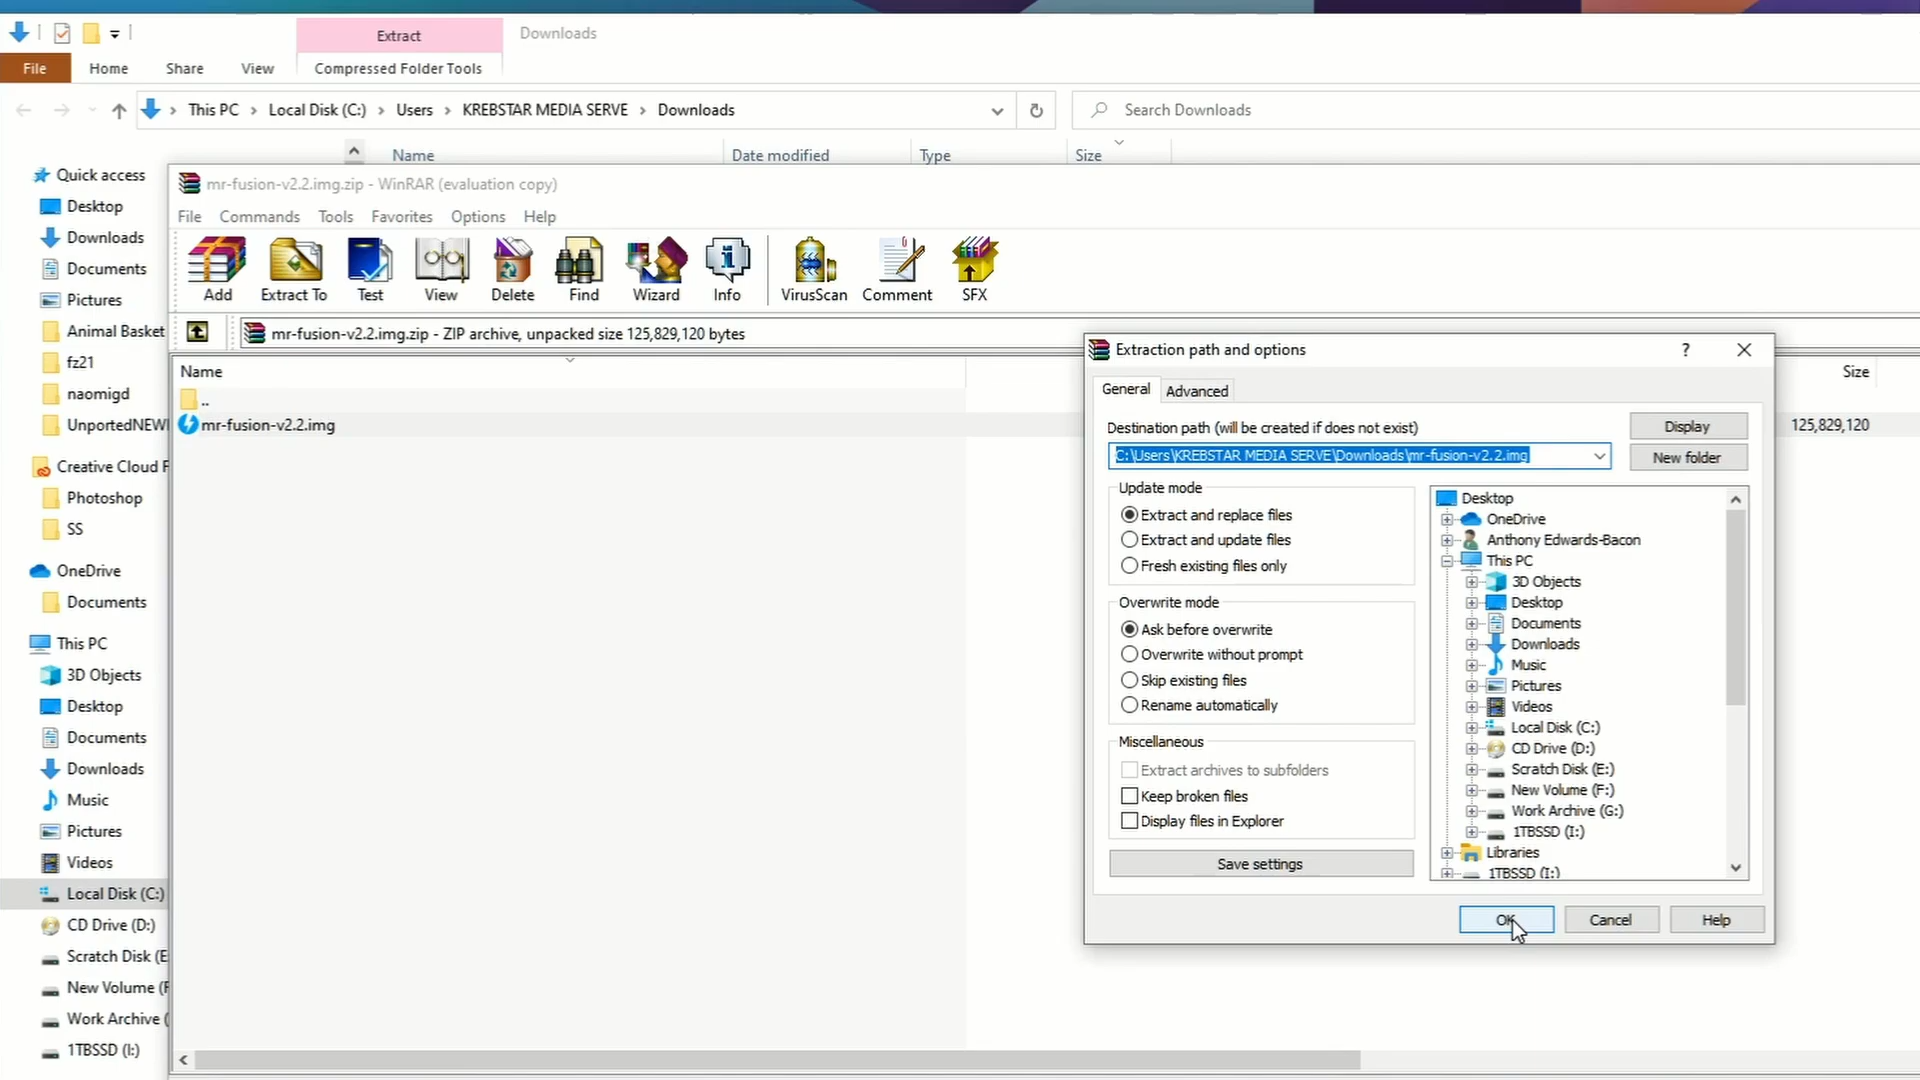 Extract
Downloads
File
Home
Share
View
Compressed Folder Tools
This PC
Local Disk (C:)
Users
KREBSTAR MEDIA SERVE
Downloads
Search Downloads
Name
Date modified
Type
Size
Quick access
Desktop
Downloads
Documents
Pictures
Animal Basket
fz21
naomigd
UnportedNEW
Creative Cloud F
Photoshop
SS
OneDrive
Documents
This PC
3D Objects
Desktop
Documents
Downloads
Music
Pictures
Videos
Local Disk (C:)
CD Drive (D:)
Scratch Disk (E
New Volume (F
Work Archive (
1TBSSD (I:)
mr-fusion-v2.2.img.zip - WinRAR (evaluation copy)
File
Commands
Tools
Favorites
Options
Help
Add
Extract To
Test
View
Delete
Find
Wizard
Info
VirusScan
Comment
SFX
mr-fusion-v2.2.img.zip - ZIP archive, unpacked size 125,829,120 bytes
Name
Size
..
mr-fusion-v2.2.img
125,829,120
Extraction path and options
?
General
Advanced
Destination path (will be created if does not exist)
Display
C:\Users\KREBSTAR MEDIA SERVE\Downloads\mr-fusion-v2.2.img
New folder
Update mode
Extract and replace files
Extract and update files
Fresh existing files only
Overwrite mode
Ask before overwrite
Overwrite without prompt
Skip existing files
Rename automatically
Miscellaneous
Extract archives to subfolders
Keep broken files
Display files in Explorer
Save settings
Desktop
OneDrive
Anthony Edwards-Bacon
This PC
3D Objects
Desktop
Documents
Downloads
Music
Pictures
Videos
Local Disk (C:)
CD Drive (D:)
Scratch Disk (E:)
New Volume (F:)
Work Archive (G:)
1TBSSD (I:)
Libraries
1TBSSD (I:)
OK
Cancel
Help